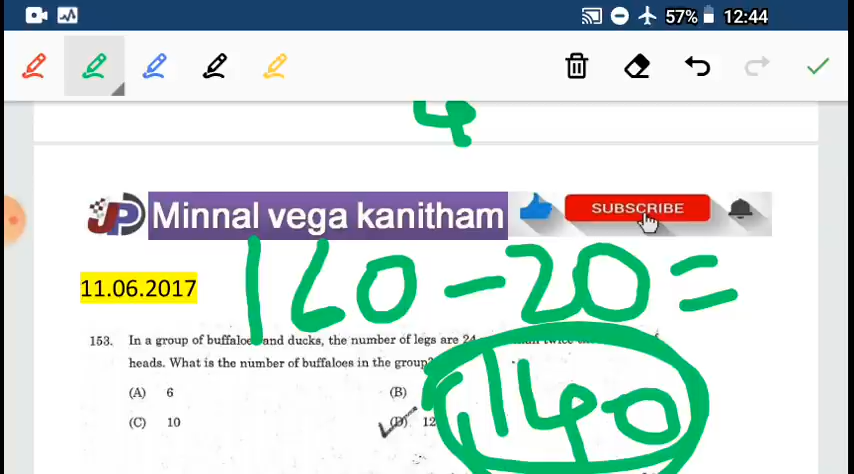 57% 12:44
4
JP Minnal vega kanitham SUBSCRIBE
160-20=
11.06.2017
153. In a group of buffaloes and ducks, the number of legs are 24
heads. What is the number of buffaloes in the group?
(A) 6 (B)
(C) 10 (D) 12
140